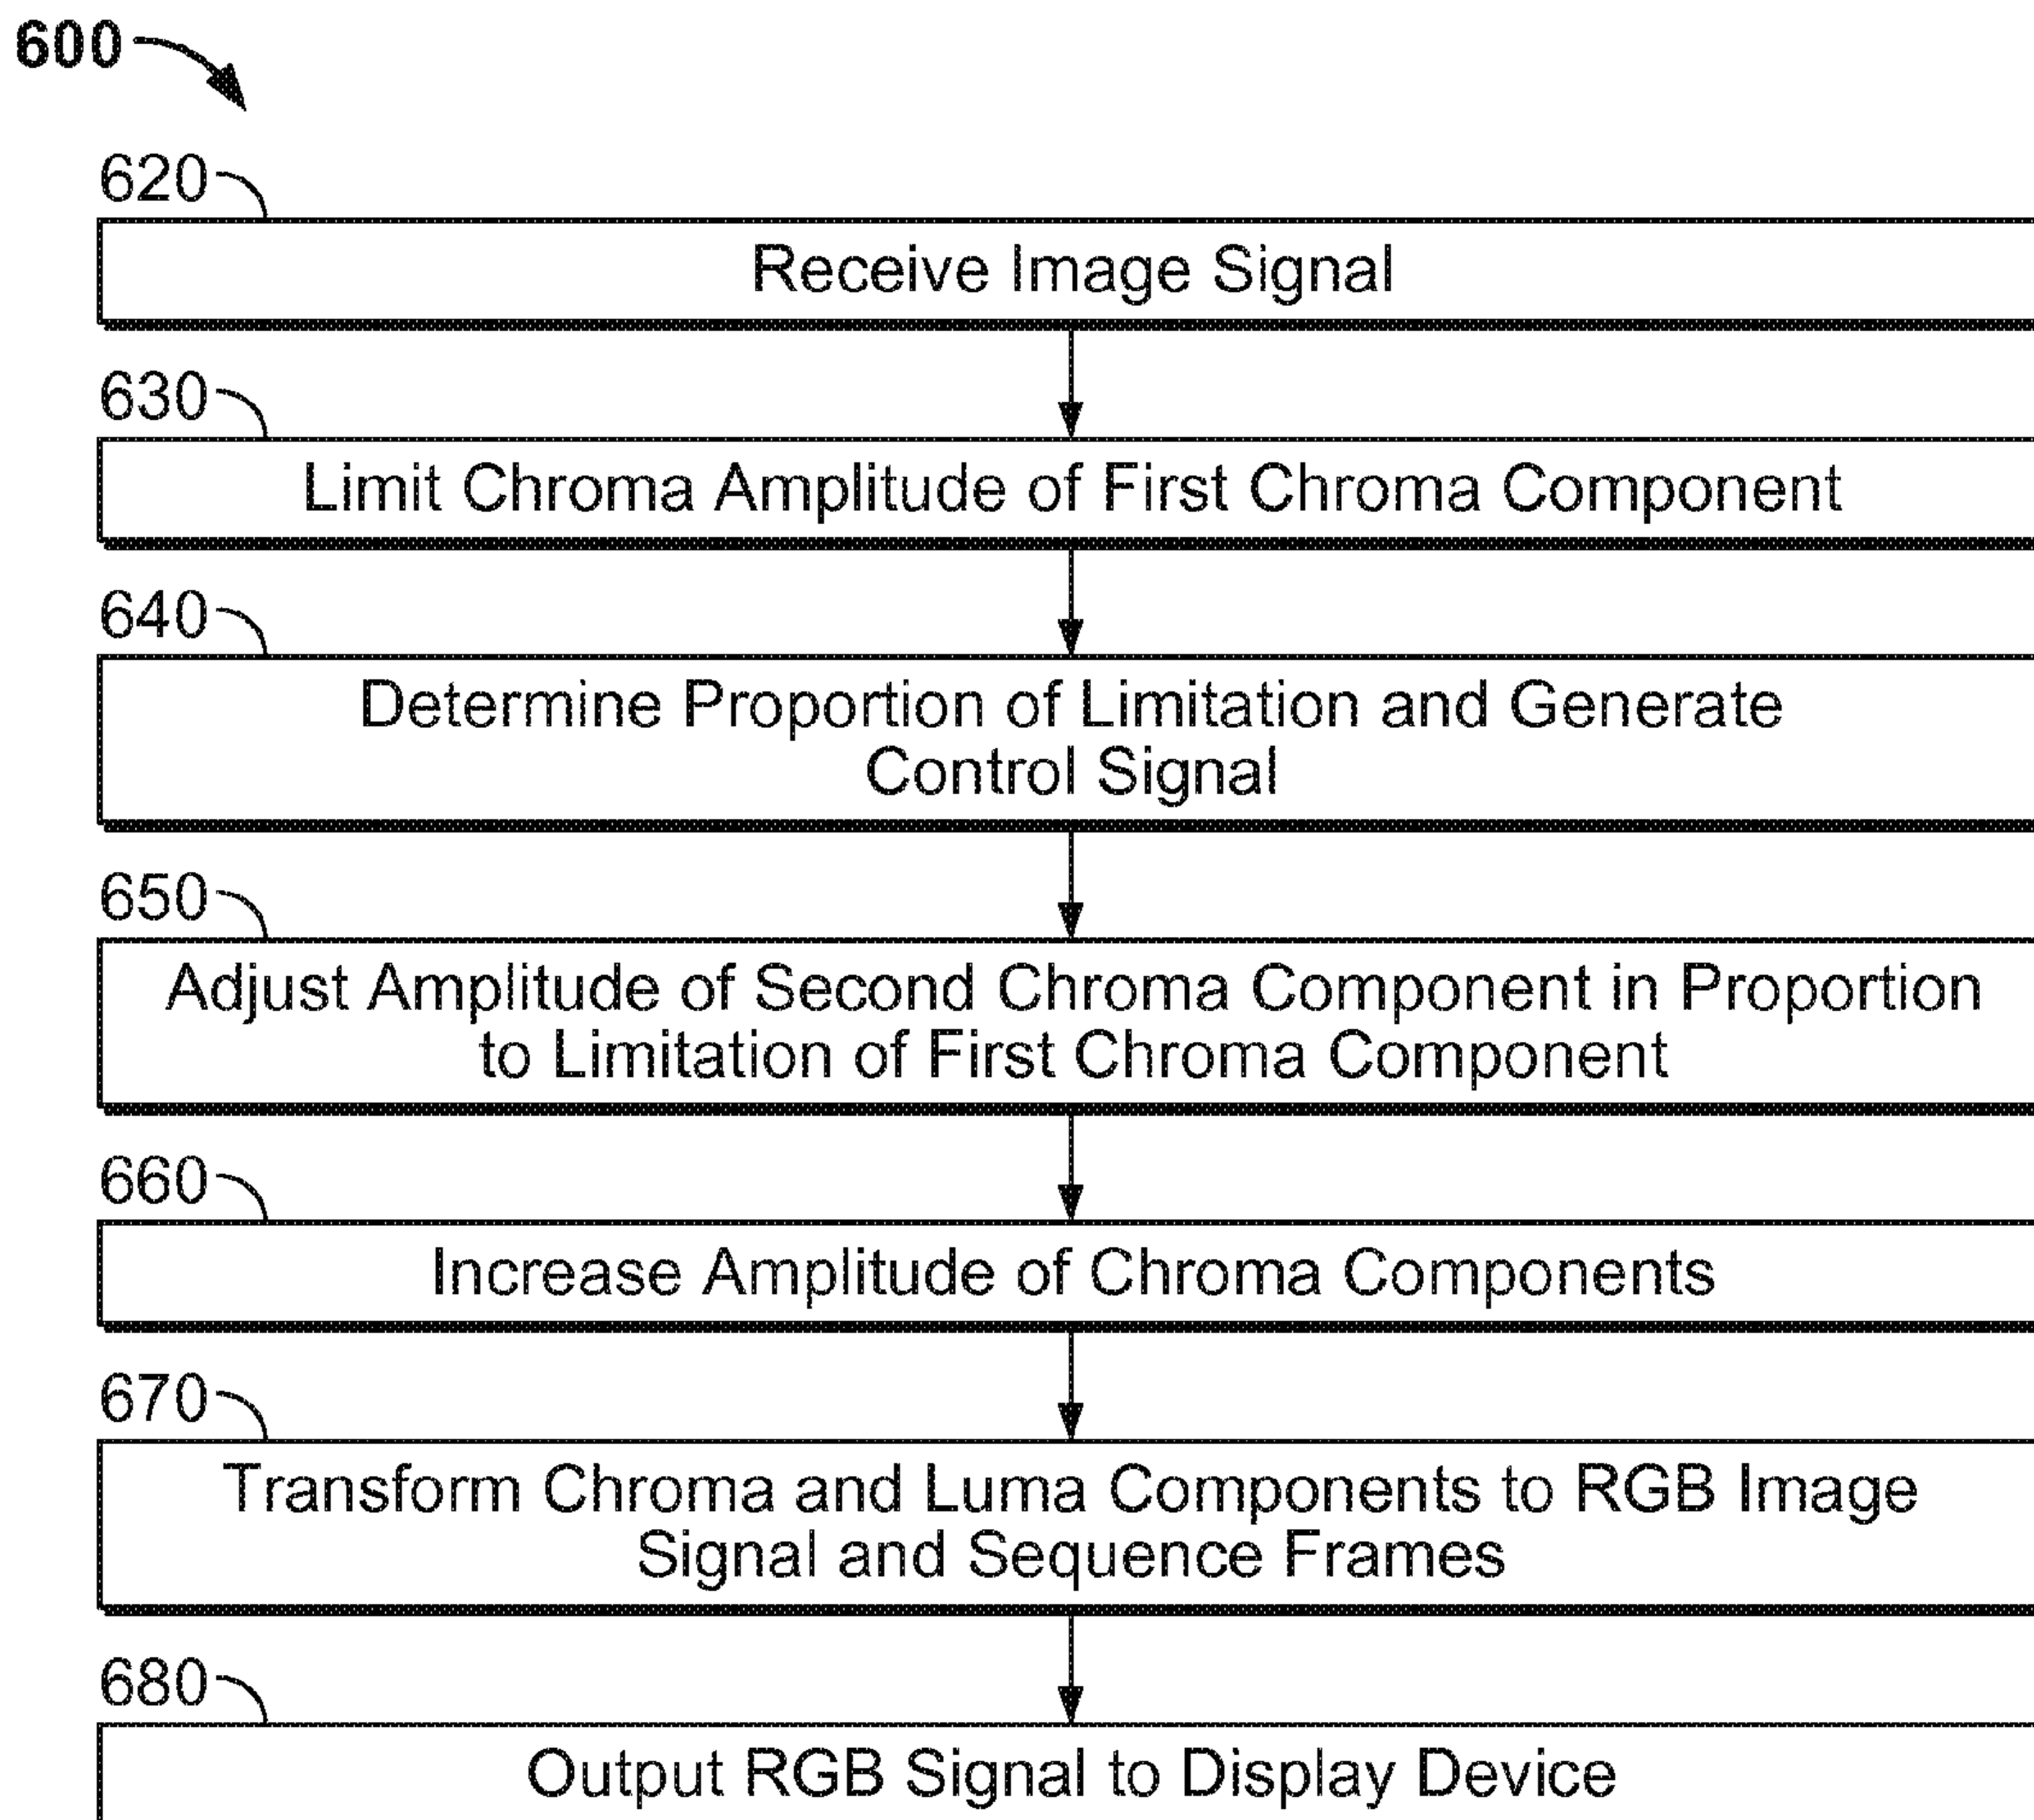 600
620
Receive Image Signal
630
Limit Chroma Amplitude of First Chroma Component
640
Determine Proportion of Limitation and Generate
Control Signal
650
Adjust Amplitude of Second Chroma Component in Proportion
to Limitation of First Chroma Component
660
Increase Amplitude of Chroma Components
670
Transform Chroma and Luma Components to RGB Image
Signal and Sequence Frames
680
Output RGB Signal to Display Device